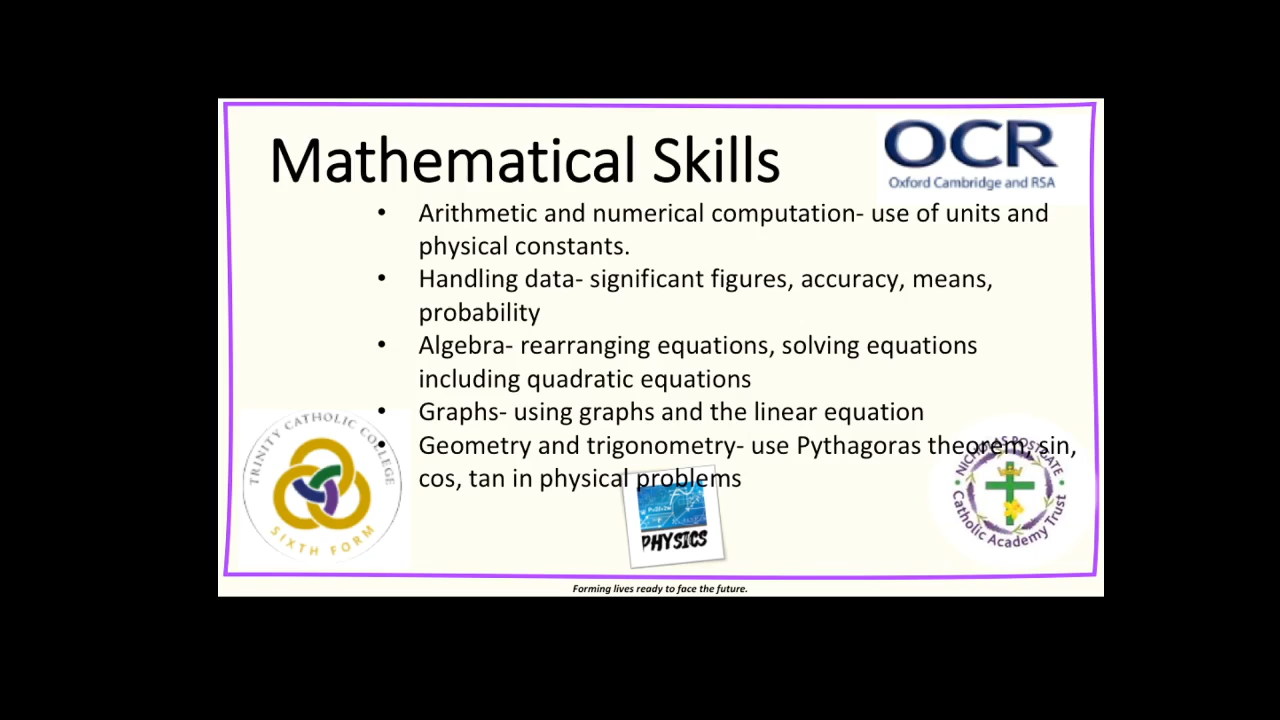 Mathematical Skills
OCR
Oxford Cambridge and RSA
• Arithmetic and numerical computation- use of units and
physical constants.
• Handling data- significant figures, accuracy, means,
probability
• Algebra- rearranging equations, solving equations
including quadratic equations
• Graphs- using graphs and the linear equation
• Geometry and trigonometry- use Pythagoras theorem, sin,
cos, tan in physical problems
TRINITY CATHOLIC COLLEGE
SIXTH FORM
PHYSICS
NICHOLAS POSTGATE
Catholic Academy Trust
Forming lives ready to face the future.